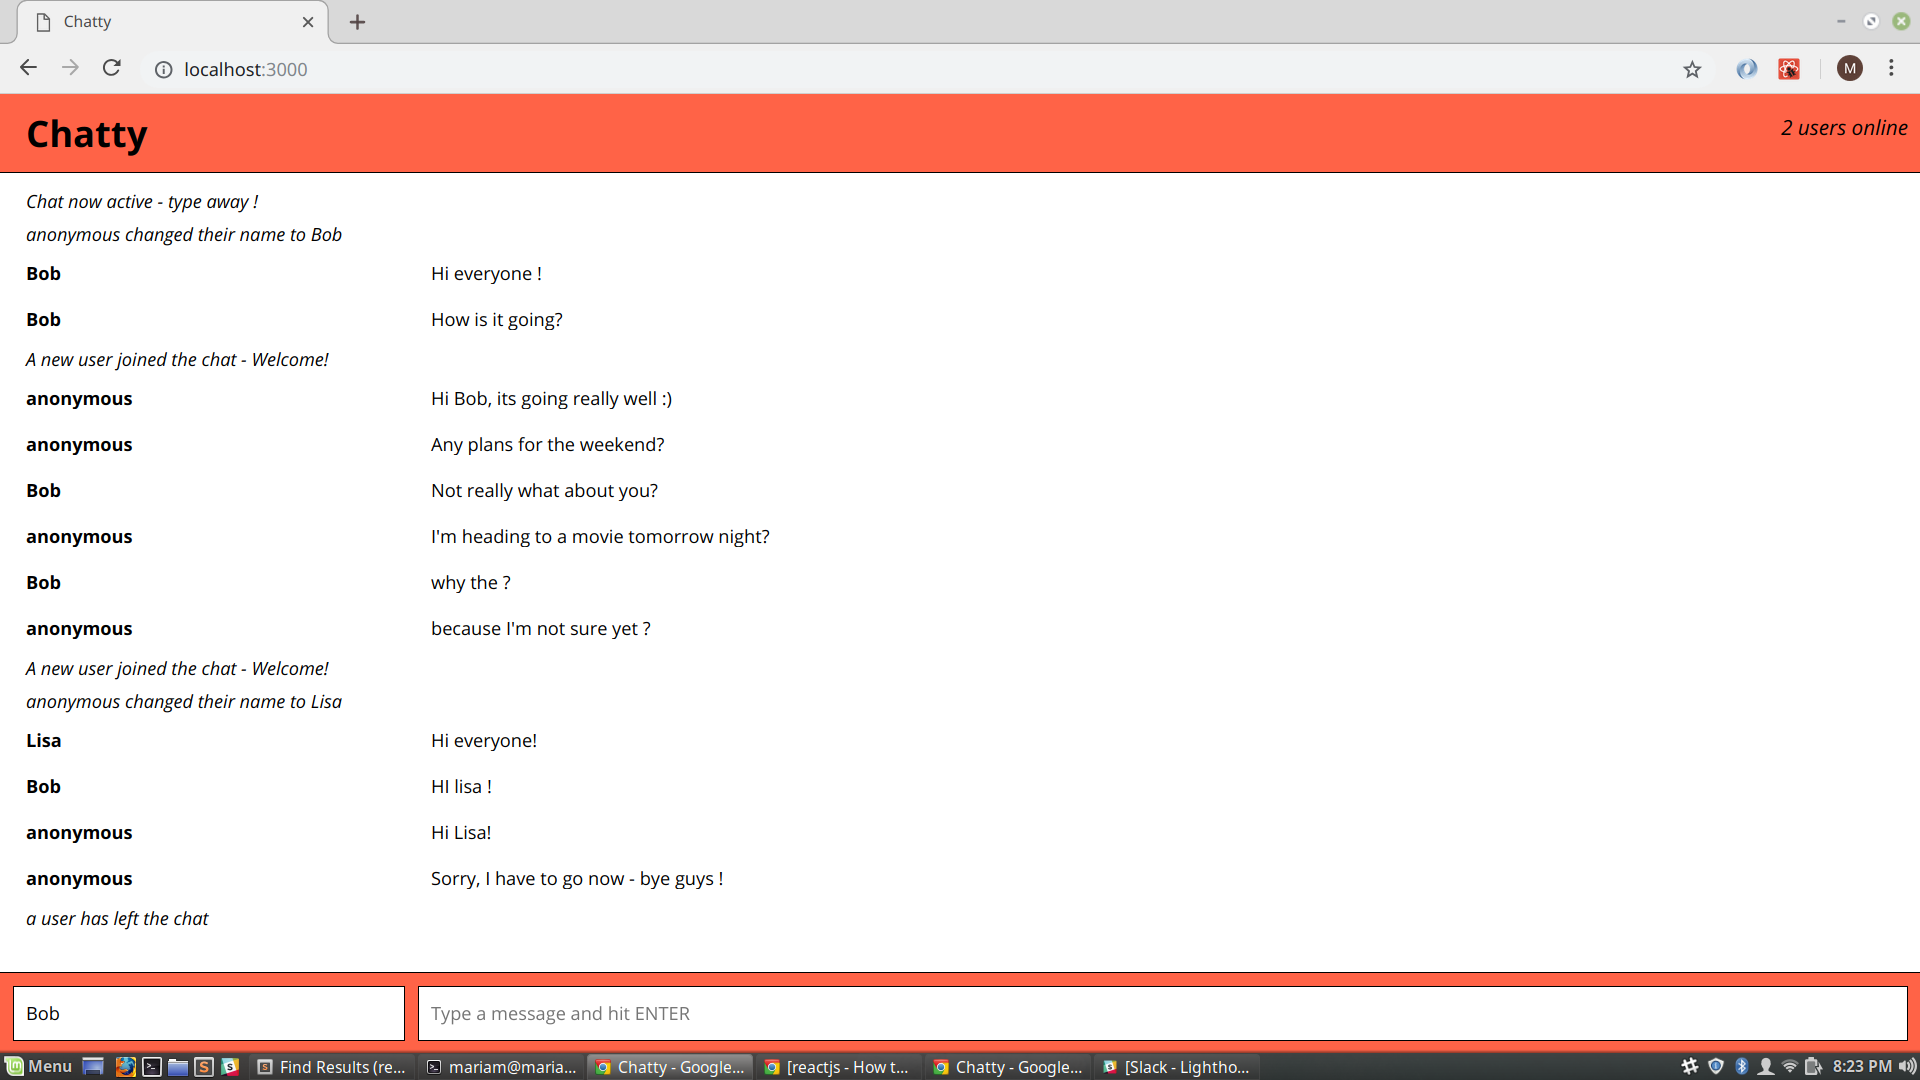 Chatty
localhost:3000
M
Chatty
2 users online
Chat now active - type away !
anonymous changed their name to Bob
Bob Hi everyone !
Bob How is it going?
A new user joined the chat - Welcome!
anonymous Hi Bob, its going really well :)
anonymous Any plans for the weekend?
Bob Not really what about you?
anonymous I'm heading to a movie tomorrow night?
Bob why the ?
anonymous because I'm not sure yet ?
A new user joined the chat - Welcome!
anonymous changed their name to Lisa
Lisa Hi everyone!
Bob HI lisa !
anonymous Hi Lisa!
anonymous Sorry, I have to go now - bye guys !
a user has left the chat
Bob Type a message and hit ENTER
Menu Find Results (re... mariam@maria... Chatty - Google... [reactjs - How t... Chatty - Google... [Slack - Lightho... 8:23 PM